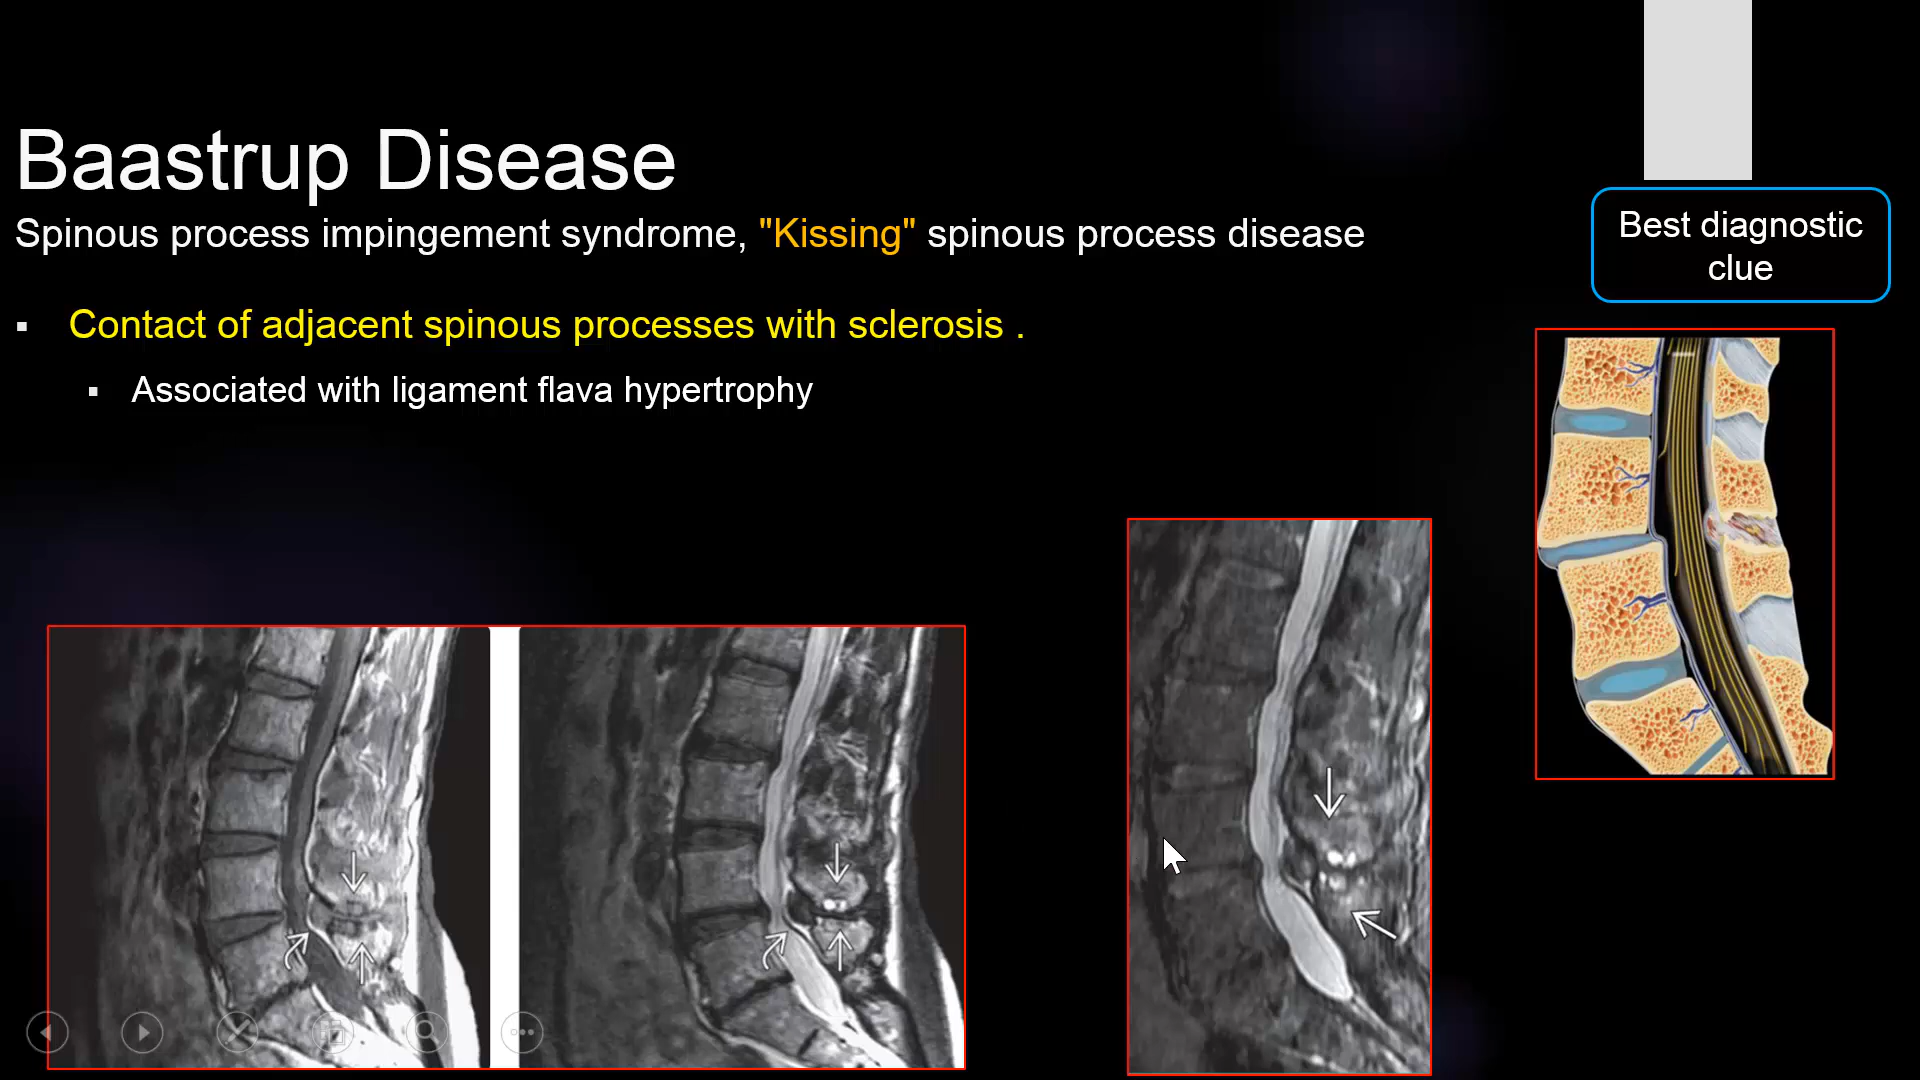 Baastrup Disease
Spinous process impingement syndrome, "Kissing" spinous process disease
Best diagnostic
clue
▪ Contact of adjacent spinous processes with sclerosis .
▪ Associated with ligament flava hypertrophy